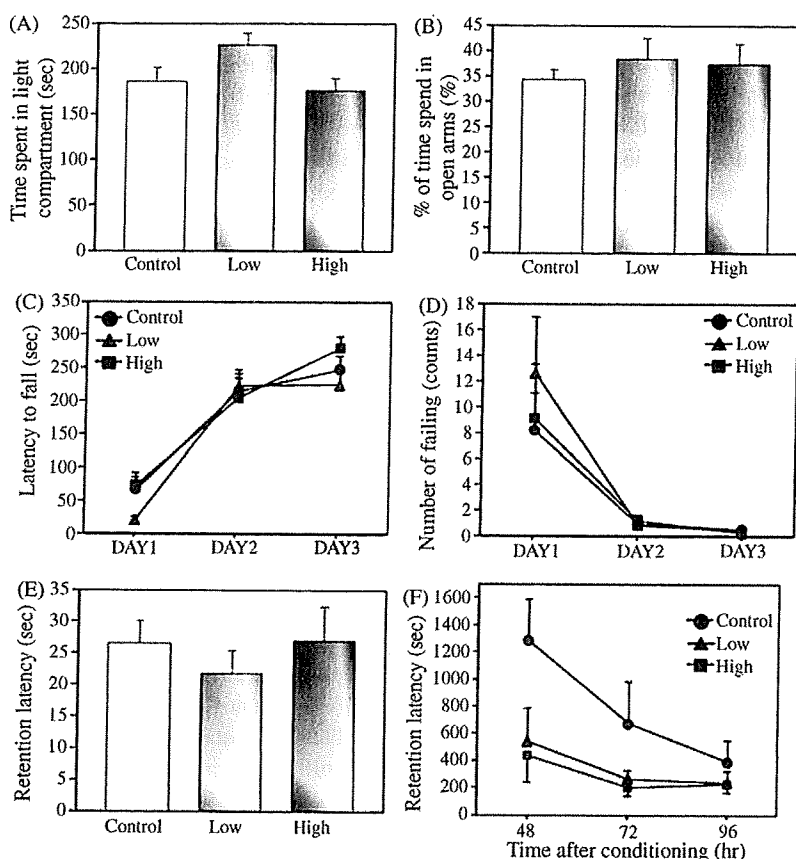 (A)
Time spent in light
compartment (sec)
250
200
150
100
50
0
Control Low High
(B)
% of time spend in
open arms (%)
45
40
35
30
25
20
15
10
5
0
Control Low High
(C)
Latency to fall (sec)
350
300
250
200
150
100
50
0
Control
Low
High
DAY1 DAY2 DAY3
(D)
Number of failing (counts)
18
16
14
12
10
8
6
4
2
0
Control
Low
High
DAY1 DAY2 DAY3
(E)
Retention latency (sec)
35
30
25
20
15
10
5
0
Control Low High
(F)
Retention latency (sec)
1600
1400
1200
1000
800
600
400
200
0
Control
Low
High
48 72 96
Time after conditioning (hr)